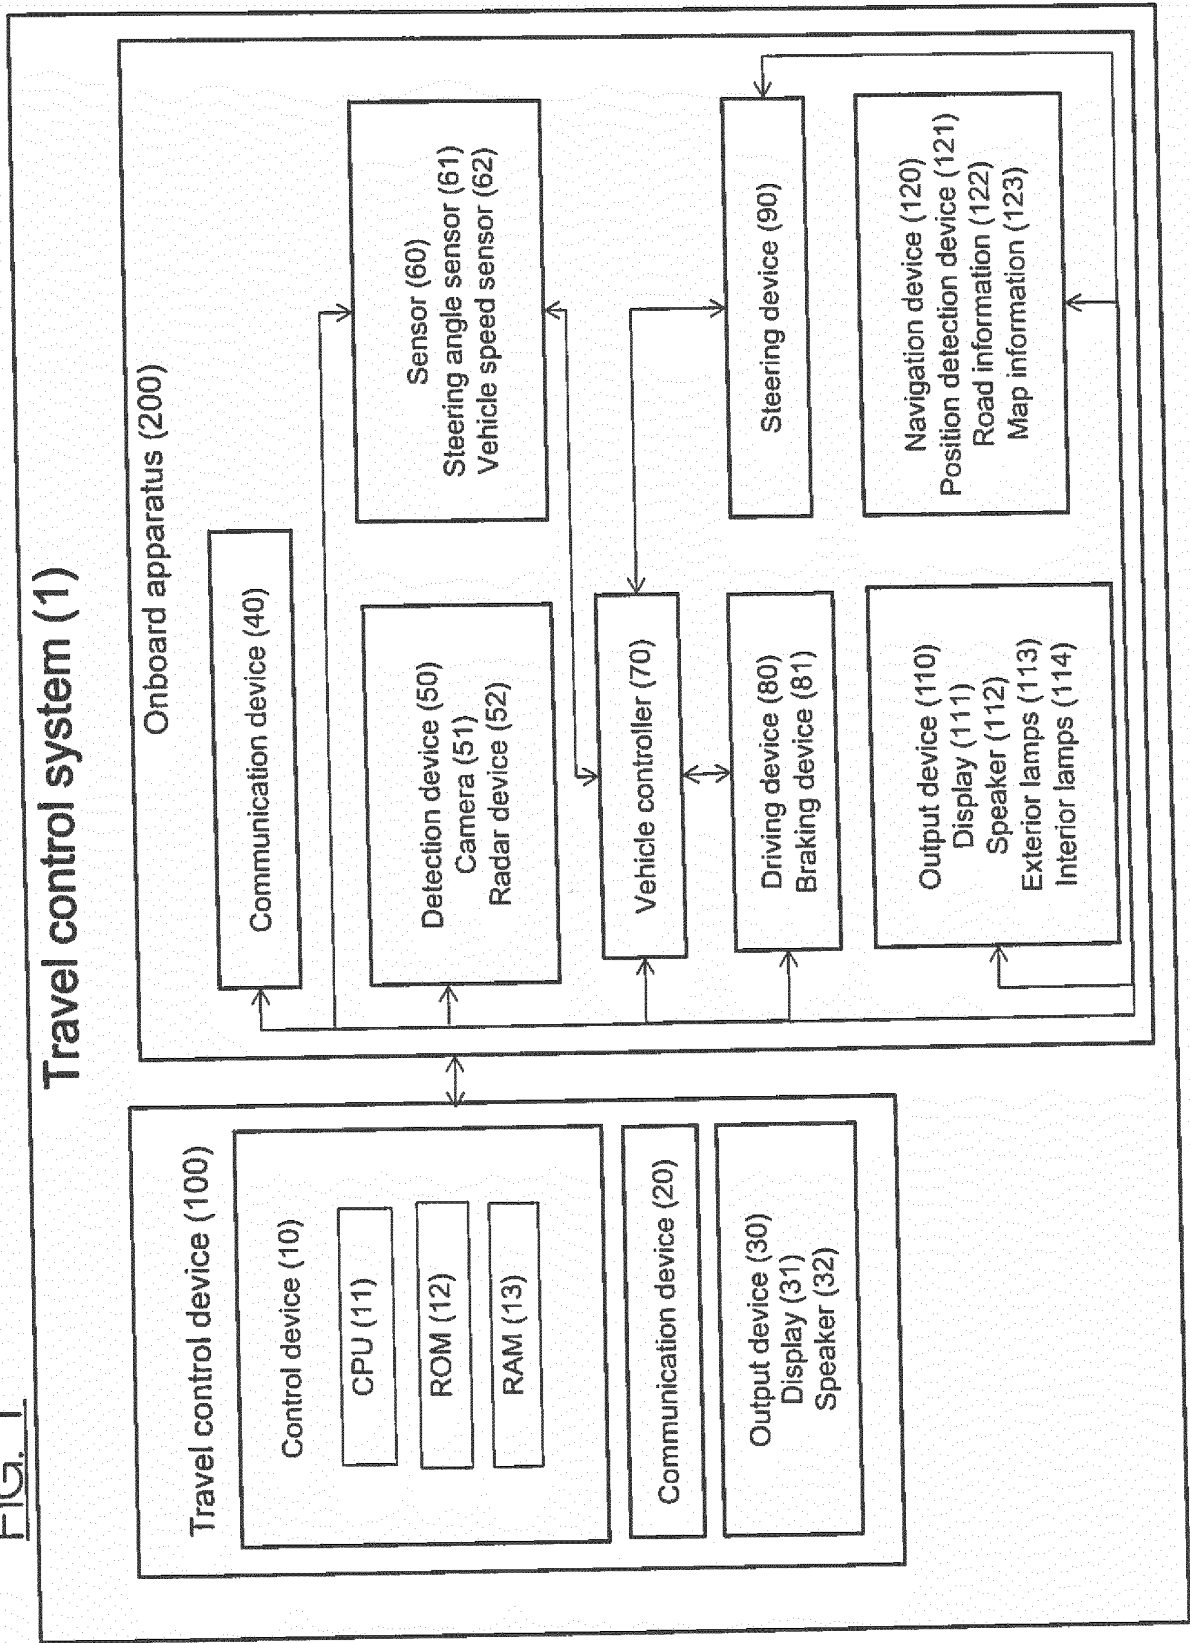 FIG. 1
Travel control system (1)
Travel control device (100)
Control device (10)
CPU (11)
ROM (12)
RAM (13)
Communication device (20)
Output device (30)
Display (31)
Speaker (32)
Onboard apparatus (200)
Communication device (40)
Detection device (50)
Camera (51)
Radar device (52)
Sensor (60)
Steering angle sensor (61)
Vehicle speed sensor (62)
Vehicle controller (70)
Driving device (80)
Braking device (81)
Steering device (90)
Output device (110)
Display (111)
Speaker (112)
Exterior lamps (113)
Interior lamps (114)
Navigation device (120)
Position detection device (121)
Road information (122)
Map information (123)